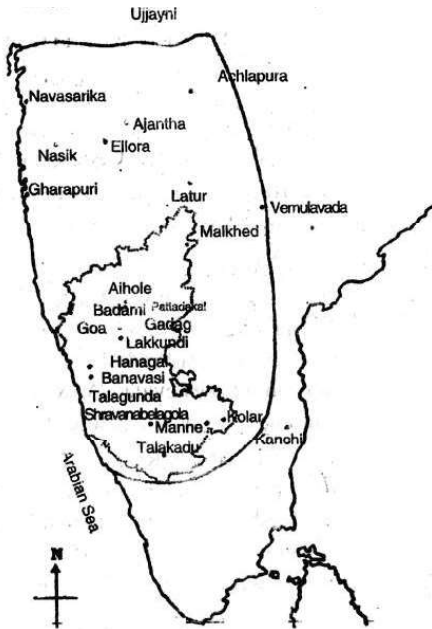 Ujjayni
Achlapura
Navasarika
Ajantha
Ellora
Nasik
Gharapuri
Latur
Vemulavada
Malkhed
Aihole
Badami Pattadakal
Goa Gadag
Lakkundi
Hanagal
Banavasi
Talagunda
Shravanabelagola
Manne Kolar
Kanchi
Talakadu
Arabian Sea
N